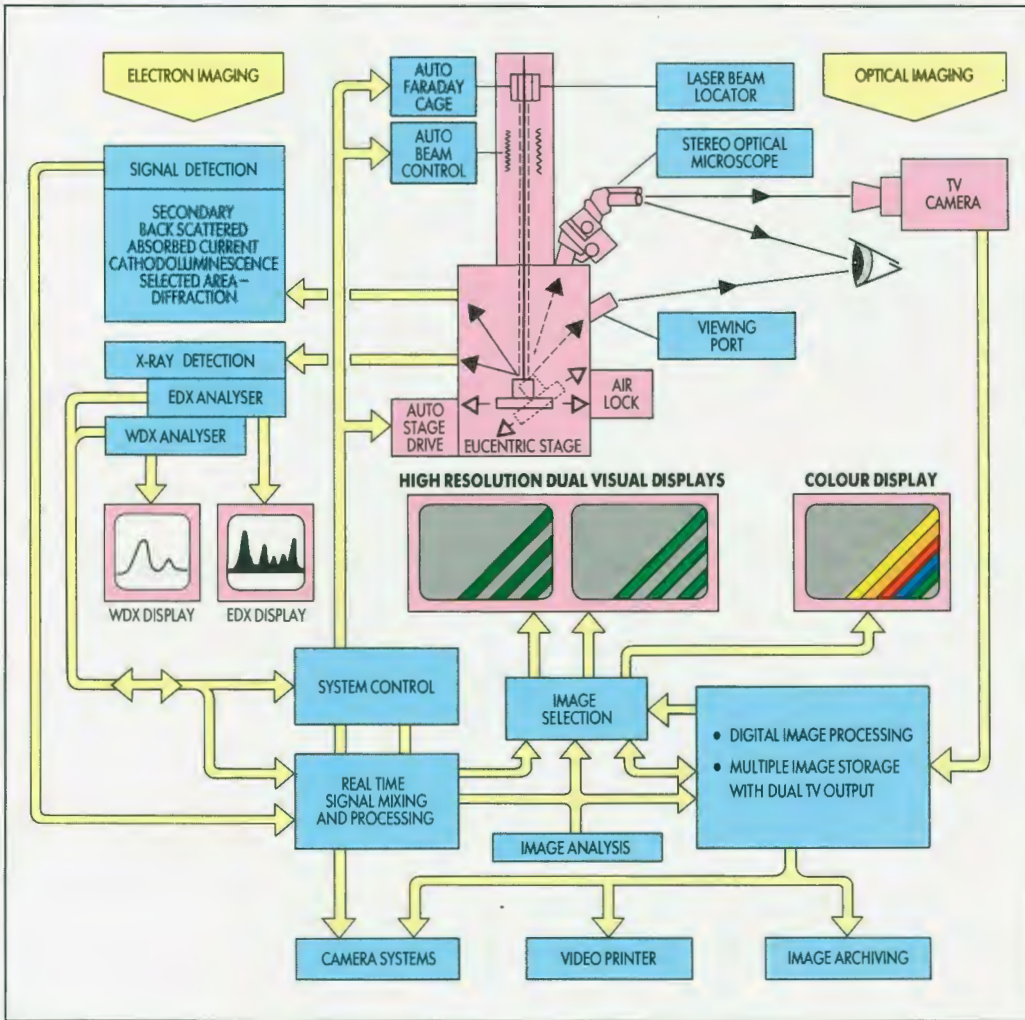 ELECTRON IMAGING
AUTO
FARADAY
CAGE
LASER BEAM
LOCATOR
OPTICAL IMAGING
AUTO
BEAM
CONTROL
STEREO OPTICAL
MICROSCOPE
SIGNAL DETECTION
SECONDARY
BACK SCATTERED
ABSORBED CURRENT
CATHODOLUMINESCENCE
SELECTED AREA–
DIFFRACTION
TV
CAMERA
VIEWING
PORT
X-RAY DETECTION
EDX ANALYSER
WDX ANALYSER
AUTO
STAGE
DRIVE
EUCENTRIC STAGE
AIR
LOCK
HIGH RESOLUTION DUAL VISUAL DISPLAYS
COLOUR DISPLAY
WDX DISPLAY
EDX DISPLAY
SYSTEM CONTROL
IMAGE
SELECTION
• DIGITAL IMAGE PROCESSING
• MULTIPLE IMAGE STORAGE
WITH DUAL TV OUTPUT
REAL TIME
SIGNAL MIXING
AND PROCESSING
IMAGE ANALYSIS
CAMERA SYSTEMS
VIDEO PRINTER
IMAGE ARCHIVING